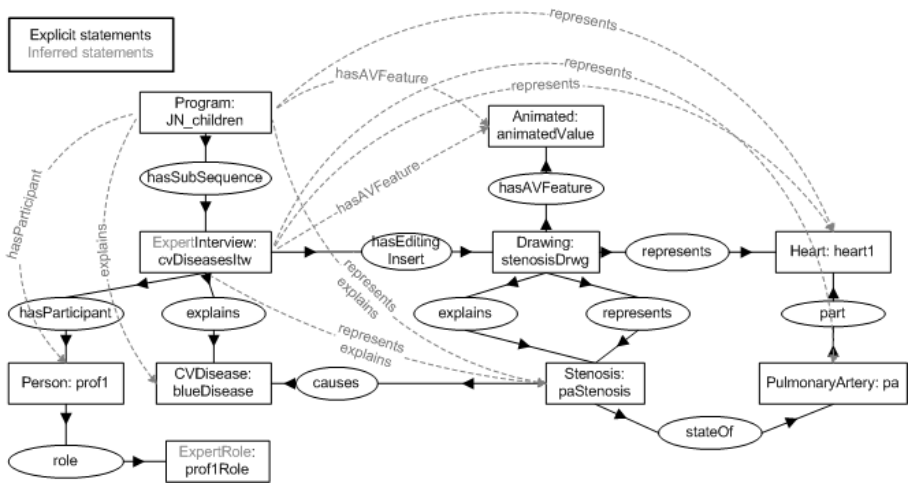 Explicit statements
Inferred statements
represents
hasAVFeature
represents
represents
Program:
JN_children
Animated:
animatedValue
hasSubSequence
hasAVFeature
hasAVFeature
hasParticipant
explains
ExpertInterview:
cvDiseasesItw
hasEditing
Insert
Drawing:
stenosisDrwg
represents
Heart: heart1
represents
explains
hasParticipant
explains
explains
represents
part
represents
explains
Person: prof1
CVDisease:
blueDisease
causes
Stenosis:
paStenosis
PulmonaryArtery: pa
stateOf
role
ExpertRole:
prof1Role